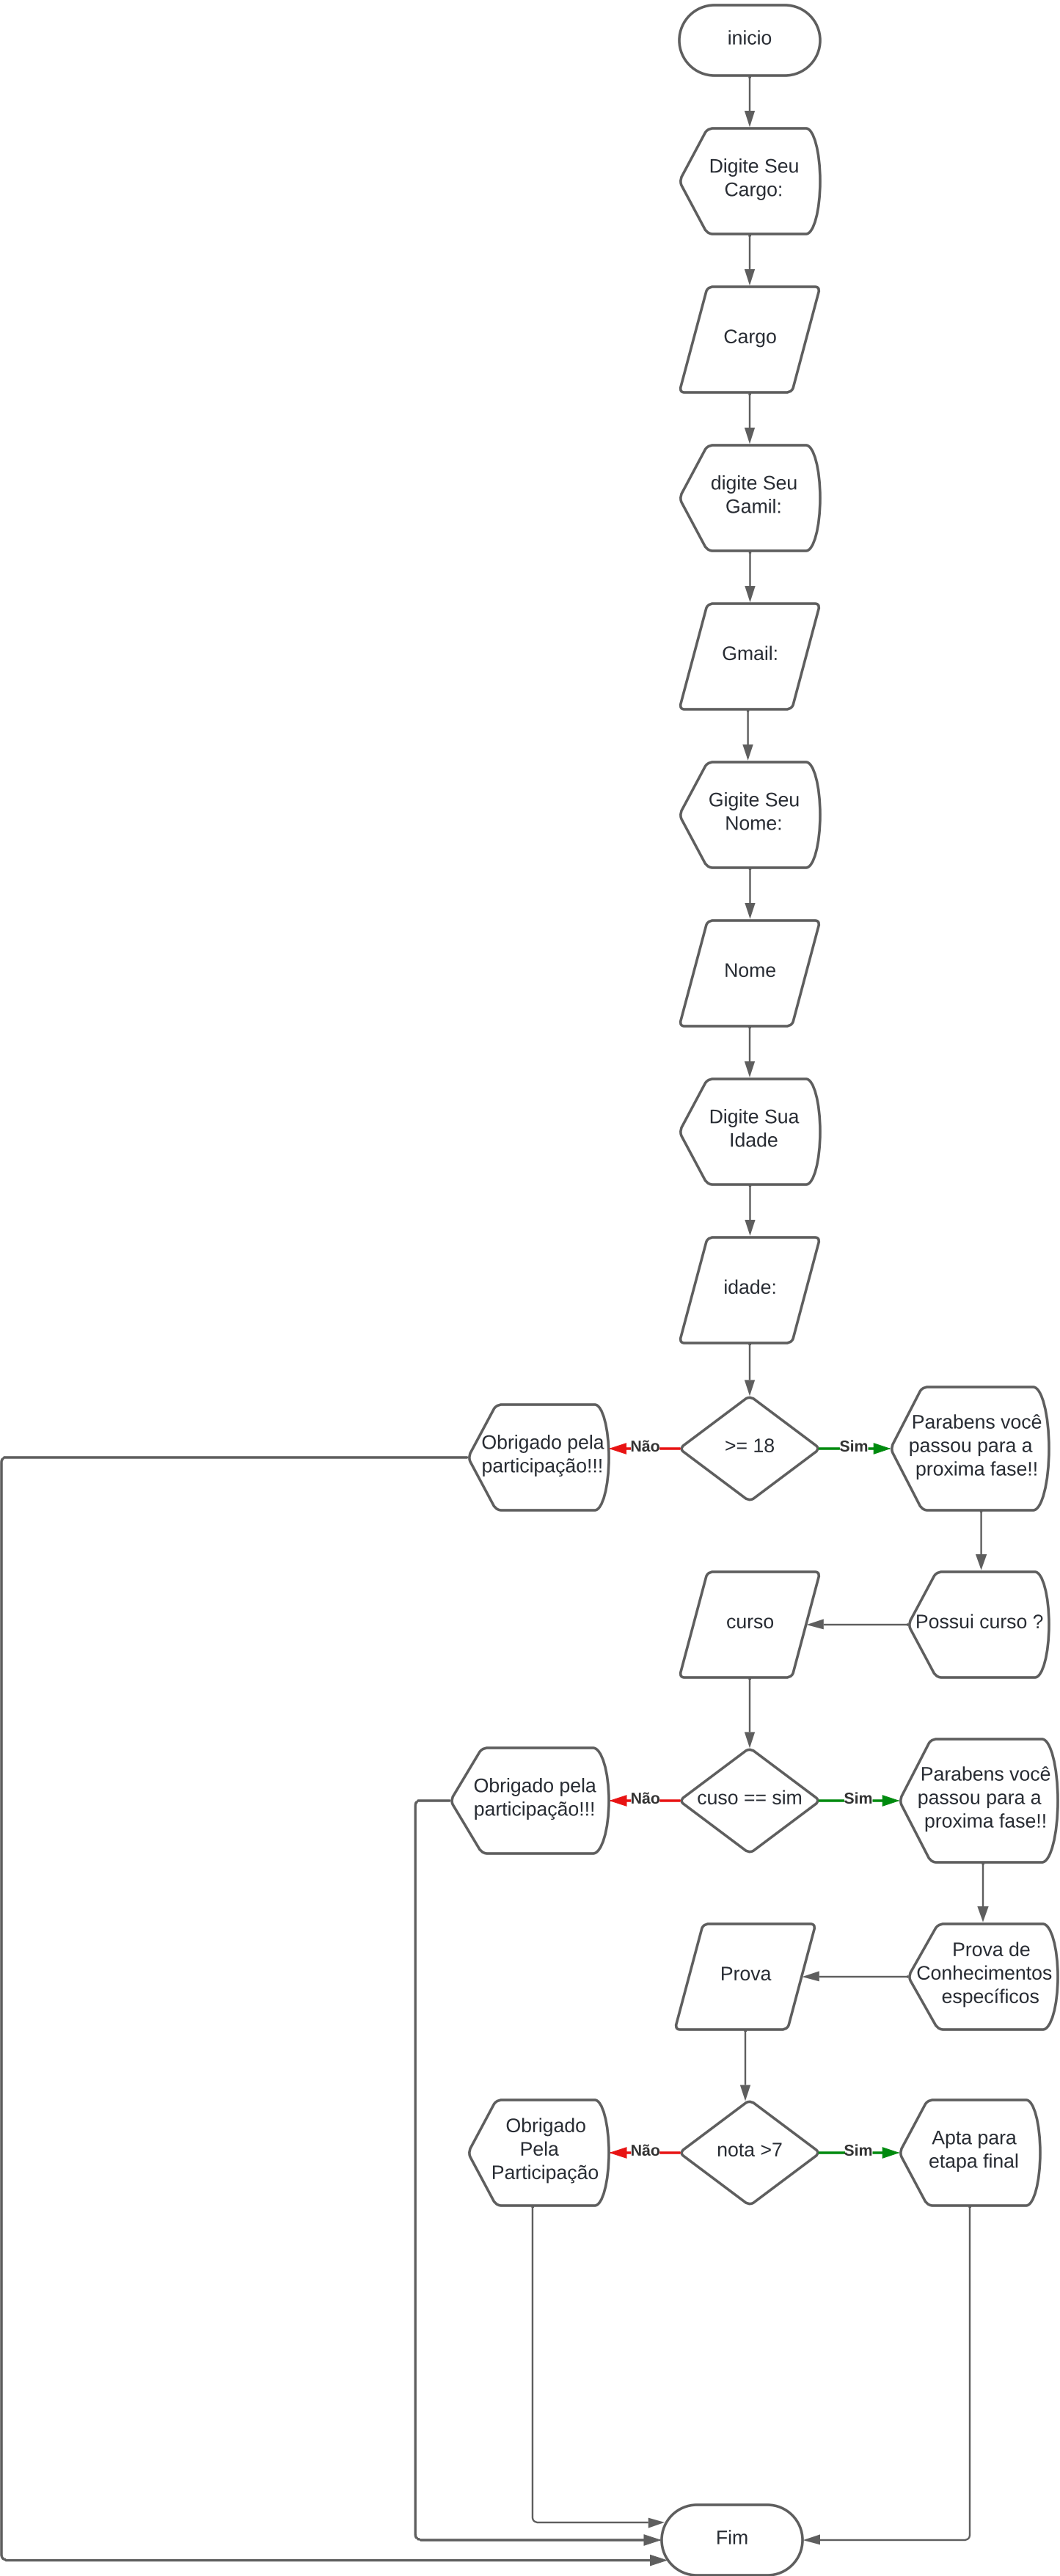 inicio
Digite Seu
Cargo:
Cargo
digite Seu
Gamil:
Gmail:
Gigite Seu
Nome:
Nome
Digite Sua
Idade
idade:
Obrigado pela
participação!!!
Não
>= 18
Sim
Parabens você
passou para a
proxima fase!!
curso
Possui curso ?
Obrigado pela
participação!!!
Não
cuso == sim
Sim
Parabens você
passou para a
proxima fase!!
Prova
Prova de
Conhecimentos
específicos
Obrigado
Pela
Participação
Não
nota >7
Sim
Apta para
etapa final
Fim